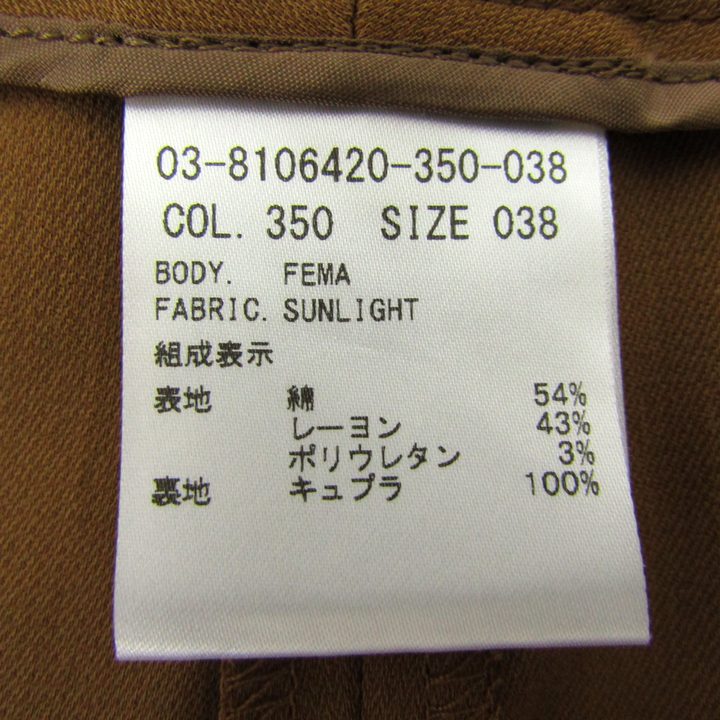 03-8106420-350-038
COL. 350 SIZE 038
BODY. FEMA
FABRIC. SUNLIGHT
組成表示
表地 綿 54%
レーヨン 43%
ポリウレタン 3%
裏地 キュプラ 100%